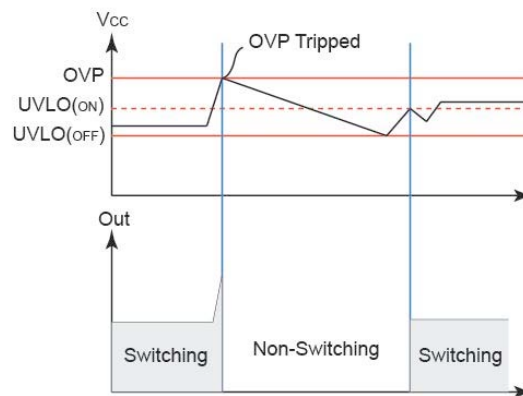 Vcc
OVP Tripped
OVP
UVLO(ON)
UVLO(OFF)
Out
Switching
Non-Switching
Switching